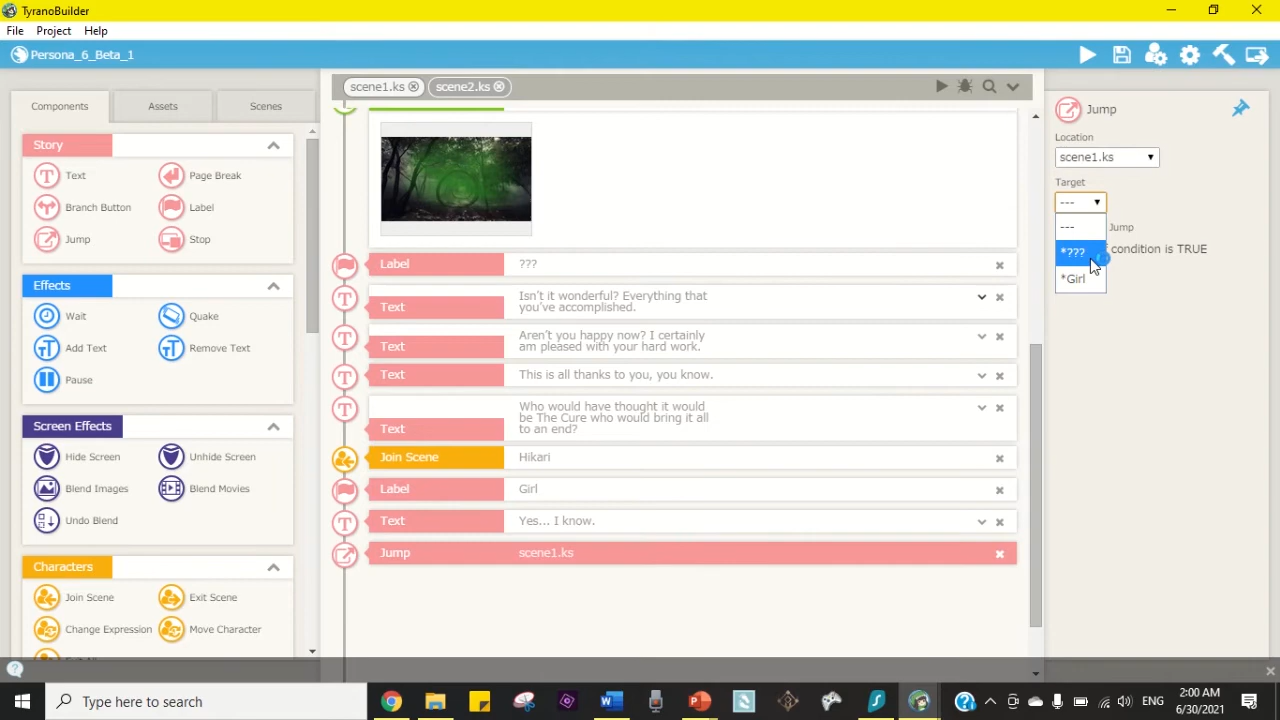 TyranoBuilder
File Project Help
Persona_6_Beta_1
Components
Assets
Scenes
Story
Text
Page Break
Branch Button
Label
Jump
Stop
Effects
Wait
Quake
Add Text
Remove Text
Pause
Screen Effects
Hide Screen
Unhide Screen
Blend Images
Blend Movies
Undo Blend
Characters
Join Scene
Exit Scene
Change Expression
Move Character
scene1.ks
scene2.ks
Label ???
Text Isn't it wonderful? Everything that
you've accomplished.
Text Aren't you happy now? I certainly
am pleased with your hard work.
Text This is all thanks to you, you know.
Text Who would have thought it would
be The Cure who would bring it all
to an end?
Join Scene Hikari
Label Girl
Text Yes... I know.
Jump scene1.ks
Jump
Location
scene1.ks
Target
---
---
*???
*Girl
Jump
condition is TRUE
Type here to search
ENG
2:00 AM
6/30/2021